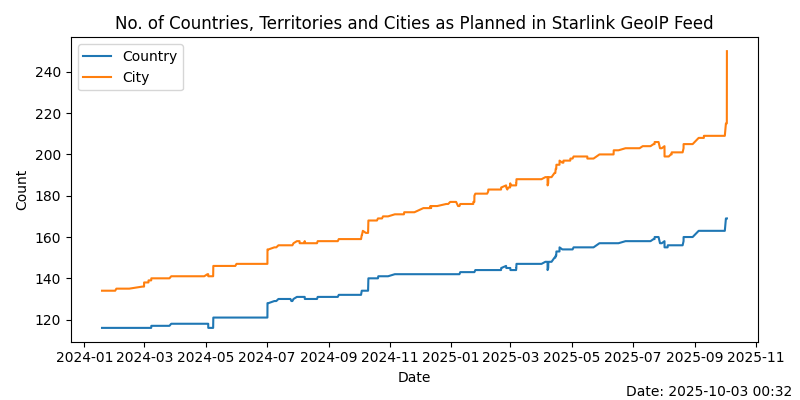 No. of Countries, Territories and Cities as Planned in Starlink GeoIP Feed
Country
City
Count
240
220
200
180
160
140
120
2024-01 2024-03 2024-05 2024-07 2024-09 2024-11 2025-01 2025-03 2025-05 2025-07 2025-09 2025-11
Date
Date: 2025-10-03 00:32